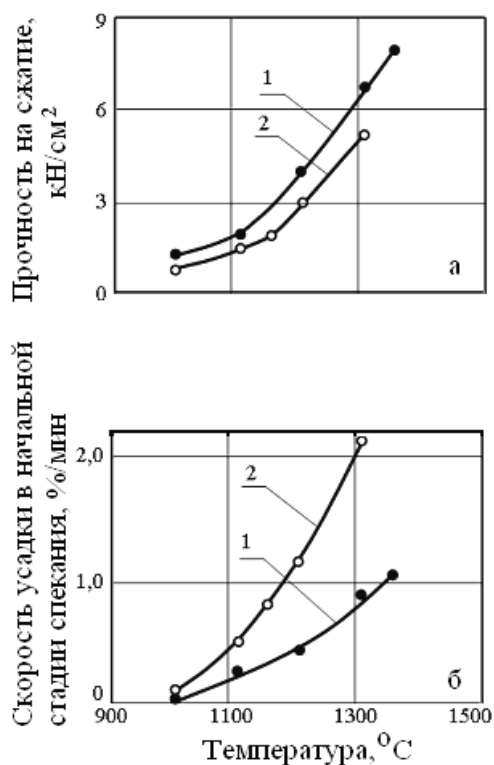 Прочность на сжатие,
кН/см²
9
6
3
0
1
2
а
Скорость усадки в начальной
стадии спекания, %/мин
2,0
1,0
0
2
1
б
900
1100
1300
1500
Температура,°С